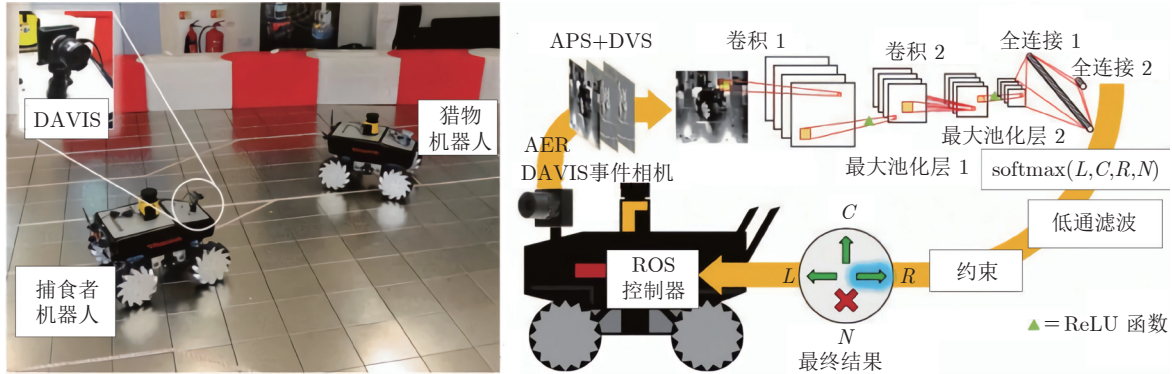 DAVIS
猎物
机器人
捕食者
机器人
APS+DVS
卷积 1
卷积 2
全连接 1
全连接 2
AER
DAVIS事件相机
最大池化层 1
最大池化层 2
softmax(L,C,R,N)
低通滤波
约束
C
L
R
N
最终结果
ROS
控制器
▲=ReLU 函数